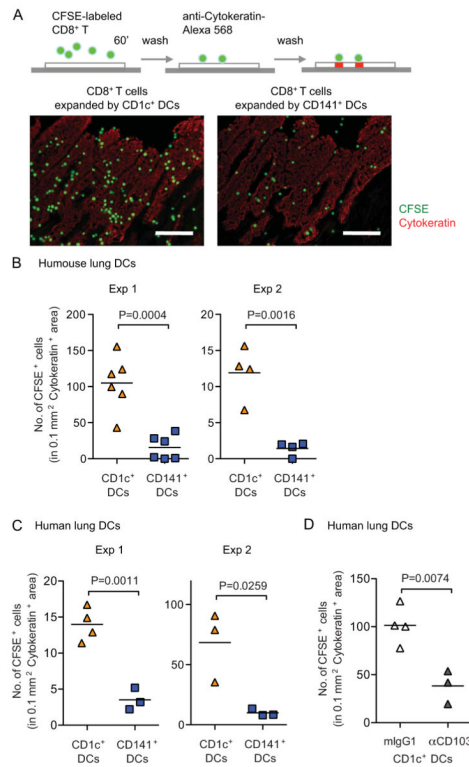 A
CFSE-labeled
CD8+ T
60'
wash
anti-Cytokeratin-
Alexa 568
wash
CD8+ T cells
expanded by CD1c+ DCs
CD8+ T cells
expanded by CD141+ DCs
CFSE
Cytokeratin
B Humouse lung DCs
Exp 1
Exp 2
No. of CFSE+ cells
(in 0.1 mm2 Cytokeratin+ area)
P=0.0004
200
150
100
50
0
CD1c+
DCs
CD141+
DCs
P=0.0016
20
15
10
5
0
CD1c+
DCs
CD141+
DCs
C Human lung DCs
Exp 1
Exp 2
No. of CFSE+ cells
(in 0.1 mm2 Cytokeratin+ area)
P=0.0011
20
15
10
5
0
CD1c+
DCs
CD141+
DCs
P=0.0259
100
50
0
CD1c+
DCs
CD141+
DCs
D Human lung DCs
No. of CFSE+ cells
(in 0.1 mm2 Cytokeratin+ area)
P=0.0074
150
100
50
0
mIgG1
αCD103
CD1c+ DCs